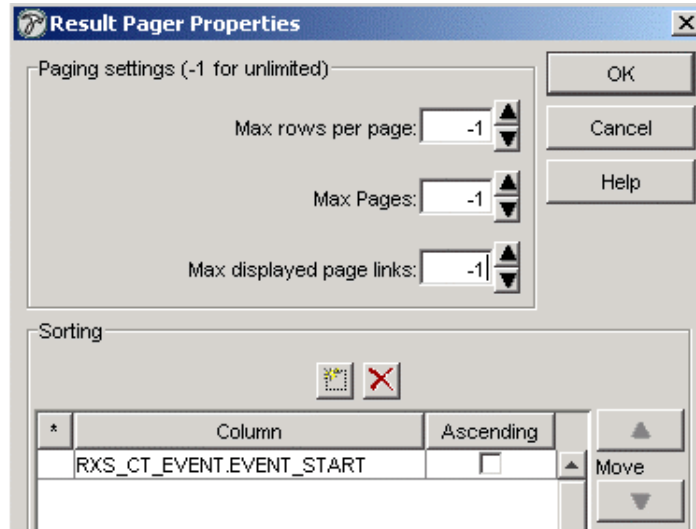 Result Pager Properties
Paging settings (-1 for unlimited)
OK
Max rows per page: -1
Cancel
Max Pages: -1
Help
Max displayed page links: -1
Sorting
* Column Ascending
RXS_CT_EVENT.EVENT_START
Move